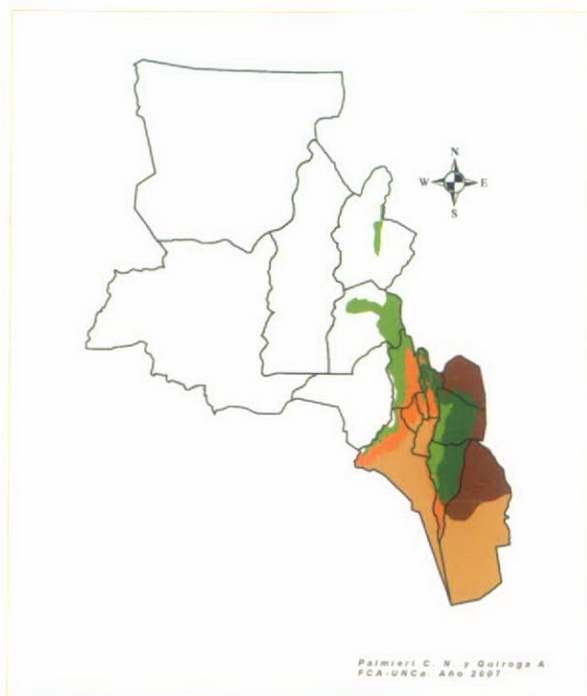 N
W E
S
Palmieri C. N. y Quiroga A.
FCA-UNCa. Año 2007